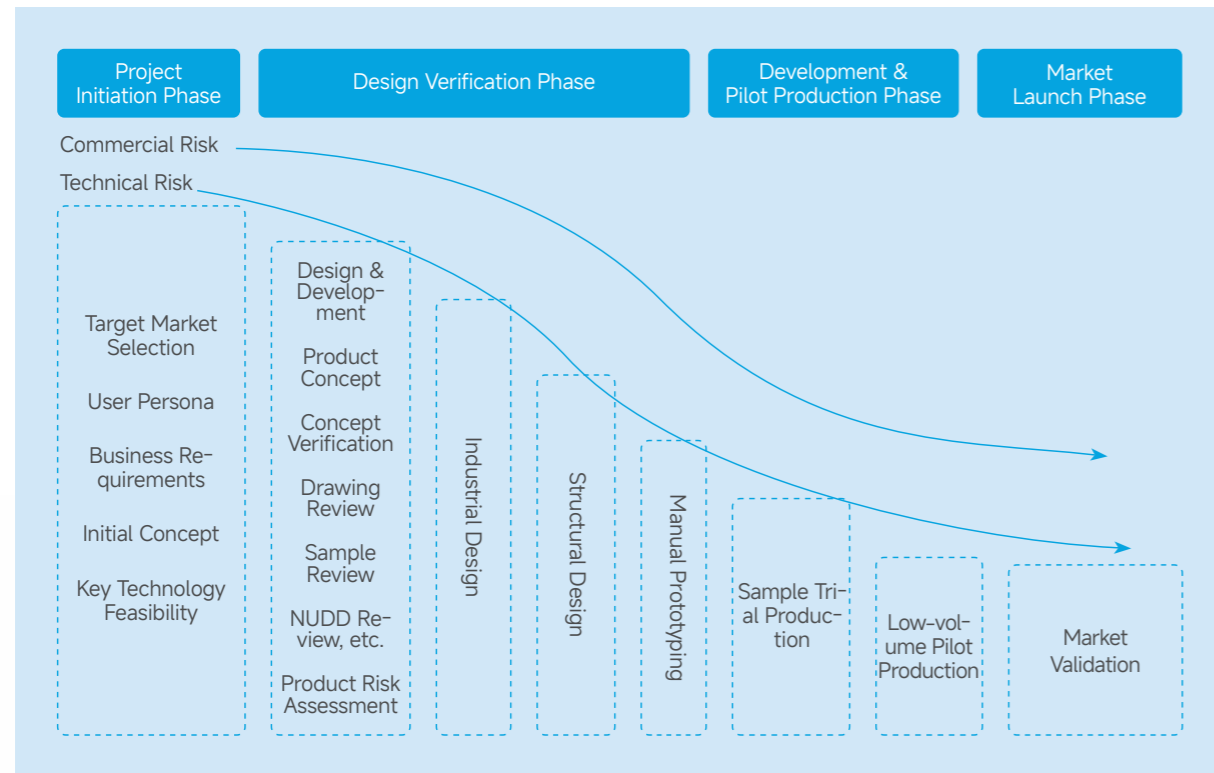 Project
Initiation Phase
Design Verification Phase
Development &
Pilot Production Phase
Market
Launch Phase
Commercial Risk
Technical Risk
Target Market
Selection
User Persona
Business Re-
quirements
Initial Concept
Key Technology
Feasibility
Design &
Develop-
ment
Product
Concept
Concept
Verification
Drawing
Review
Sample
Review
NUDD Re-
view, etc.
Product Risk
Assessment
Industrial Design
Structural Design
Manual Prototyping
Sample Tri-
al Produc-
tion
Low-vol-
ume Pilot
Production
Market
Validation